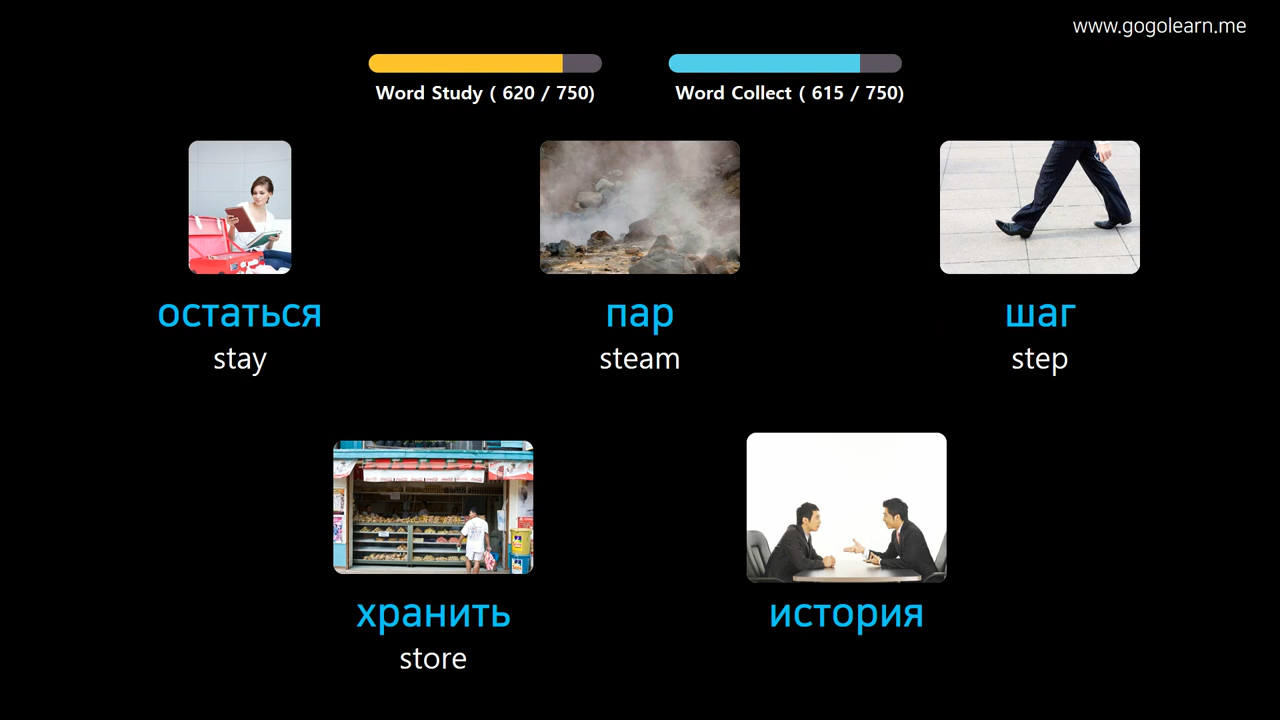 www.gogolearn.me
Word Study ( 620 / 750)
Word Collect ( 615 / 750)
остаться
stay
пар
steam
шаг
step
хранить
store
история